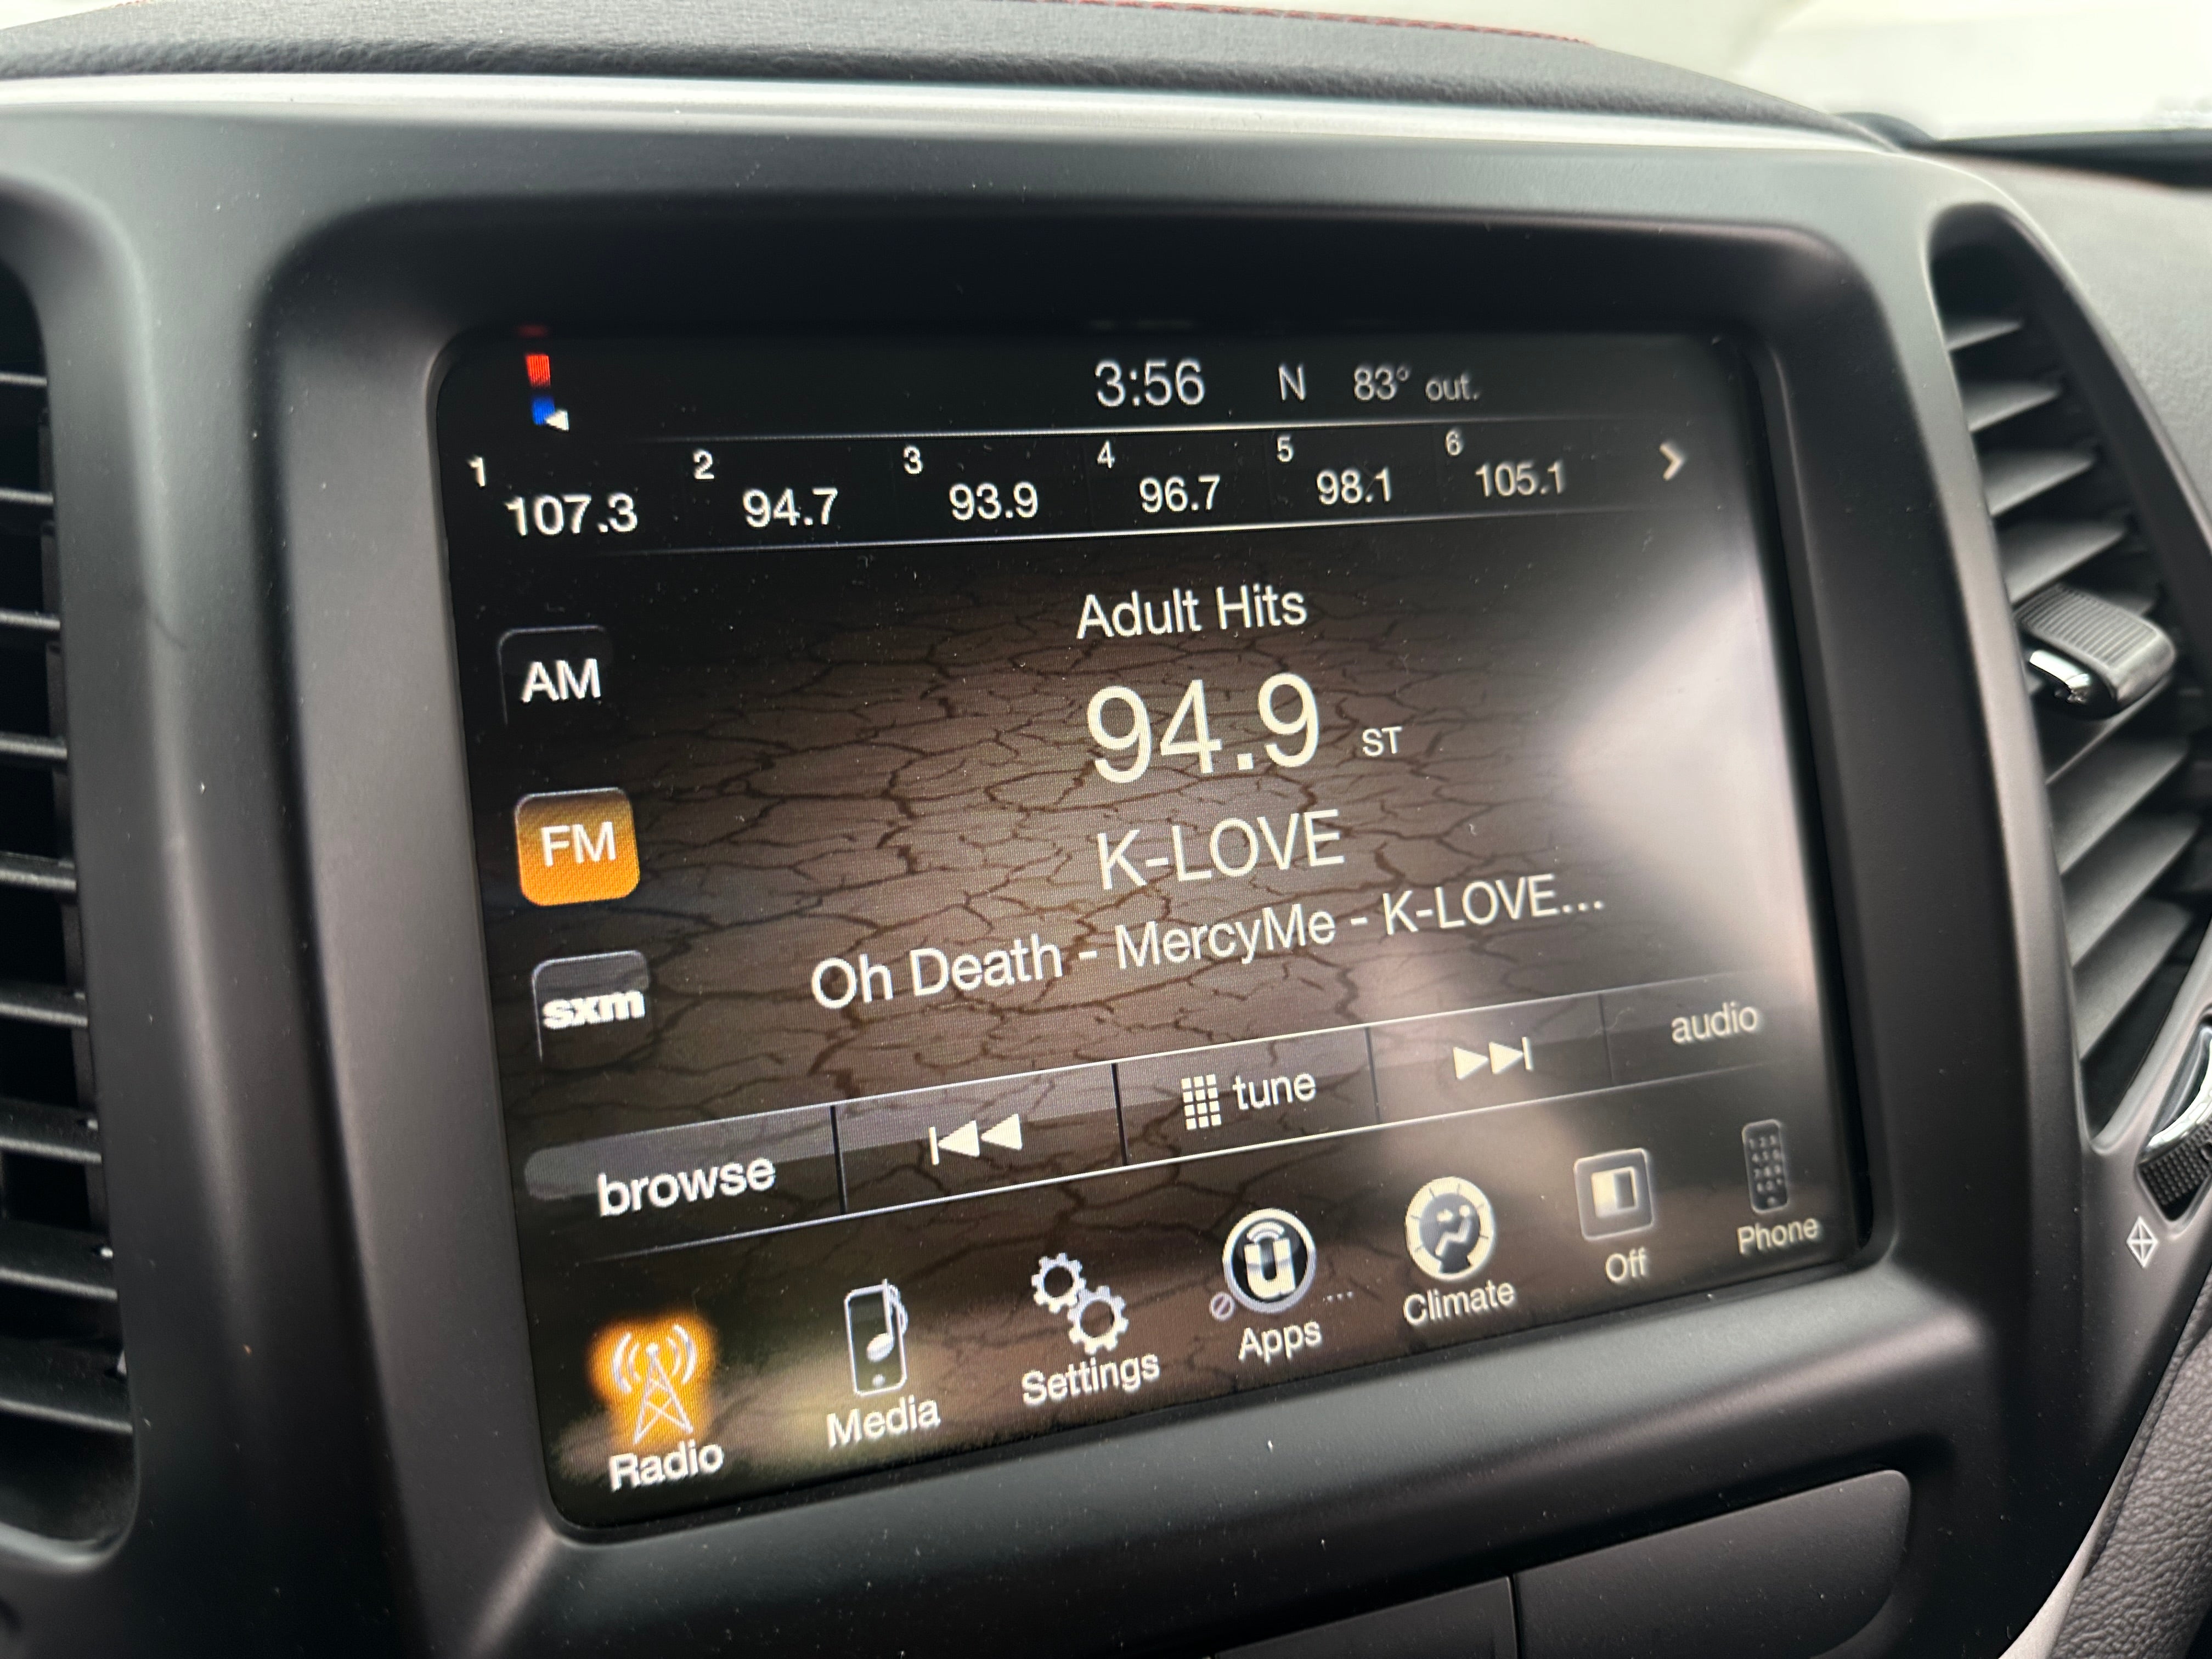 3:56 N 83° out.
1 2 3 4 5 6
107.3 94.7 93.9 96.7 98.1 105.1
Adult Hits
AM
94.9 ST
FM
K-LOVE
Oh Death - MercyMe - K-LOVE...
sxm
browse tune audio
Radio Media Settings Apps ... Climate Off Phone